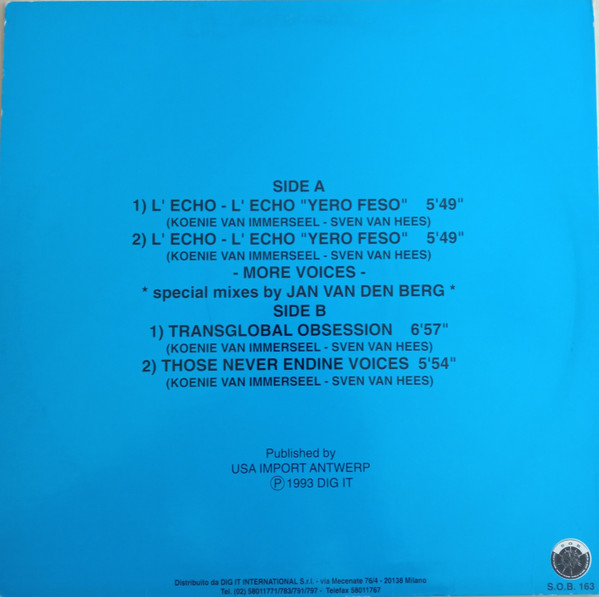 SIDE A
1) L' ECHO - L' ECHO "YERO FESO" 5'49"
(KOENIE VAN IMMERSEEL - SVEN VAN HEES)
2) L' ECHO - L' ECHO "YERO FESO" 5'49"
(KOENIE VAN IMMERSEEL - SVEN VAN HEES)
- MORE VOICES -
* special mixes by JAN VAN DEN BERG *
SIDE B
1) TRANSGLOBAL OBSESSION 6'57"
(KOENIE VAN IMMERSEEL - SVEN VAN HEES)
2) THOSE NEVER ENDINE VOICES 5'54"
(KOENIE VAN IMMERSEEL - SVEN VAN HEES)
Published by
USA IMPORT ANTWERP
Ⓟ 1993 DIG IT
S.O.B. 163
Distribuito da DIG IT INTERNATIONAL S.r.l. - via Mecenate 76/4 - 20138 Milano
Tel. (02) 58011771/783/791/797 - Telefax 58011767